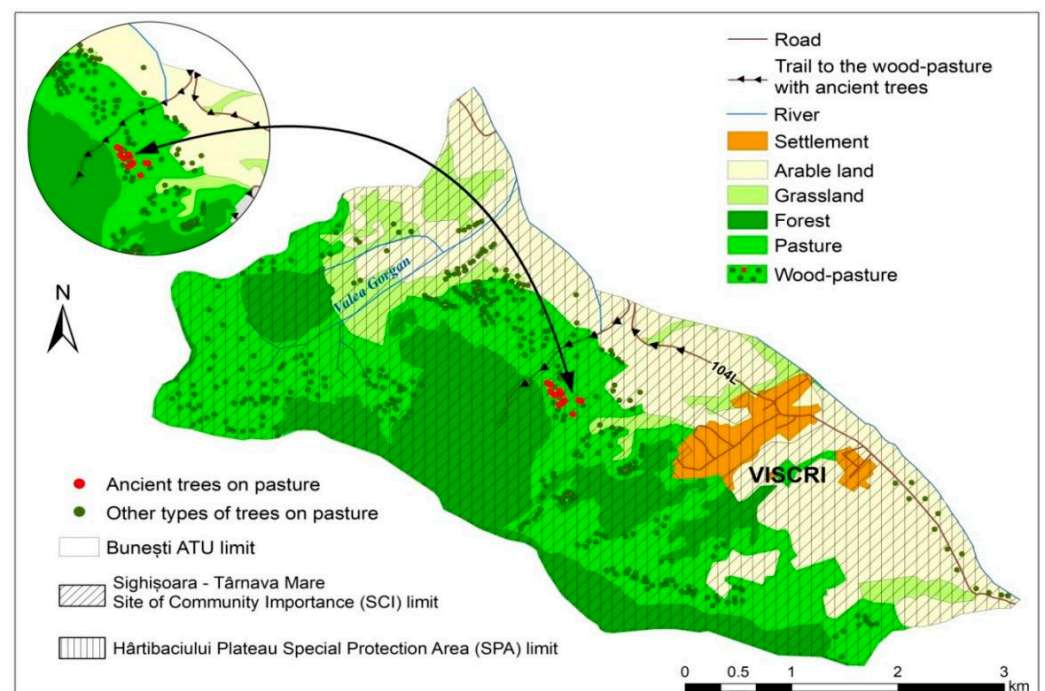 Road
Trail to the wood-pasture
with ancient trees
River
Settlement
Arable land
Grassland
Forest
Pasture
Wood-pasture
N
Valea Gorgan
104L
VISCRI
Ancient trees on pasture
Other types of trees on pasture
Bunești ATU limit
Sighișoara - Târnava Mare
Site of Community Importance (SCI) limit
Hârtibaciului Plateau Special Protection Area (SPA) limit
0 0.5 1 2 3
km